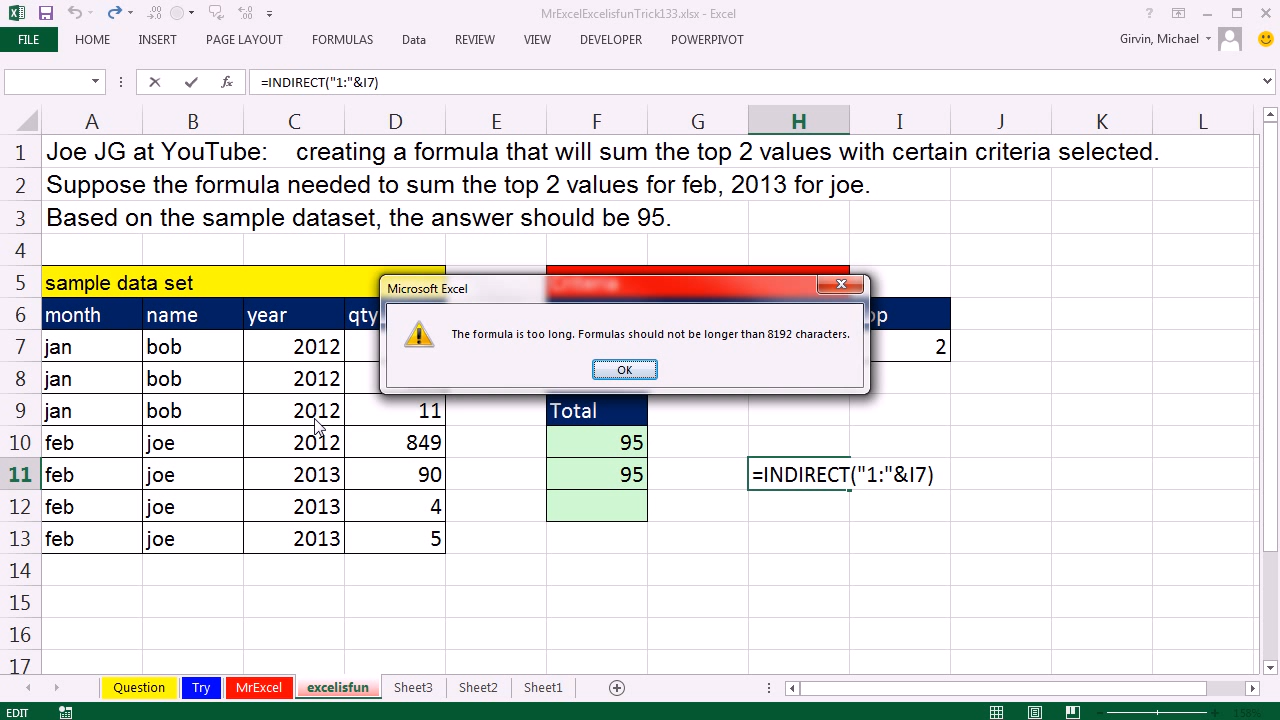 MrExcelExcelisfunTrick133.xlsx - Excel
FILE HOME INSERT PAGE LAYOUT FORMULAS Data REVIEW VIEW DEVELOPER POWERPIVOT Girvin, Michael
=INDIRECT("1:"&I7)
A B C D E F G H I J K L
1 Joe JG at YouTube: creating a formula that will sum the top 2 values with certain criteria selected.
2 Suppose the formula needed to sum the top 2 values for feb, 2013 for joe.
3 Based on the sample dataset, the answer should be 95.
4
5 sample data set Criteria
Microsoft Excel
6 month name year qty
The formula is too long. Formulas should not be longer than 8192 characters.
OK
7 jan bob 2012 2
8 jan bob 2012
9 jan bob 2012 11 Total
10 feb joe 2012 849 95
11 feb joe 2013 90 95 =INDIRECT("1:"&I7)
12 feb joe 2013 4
13 feb joe 2013 5
14
15
16
17
Question Try MrExcel excelisfun Sheet3 Sheet2 Sheet1
EDIT 158%